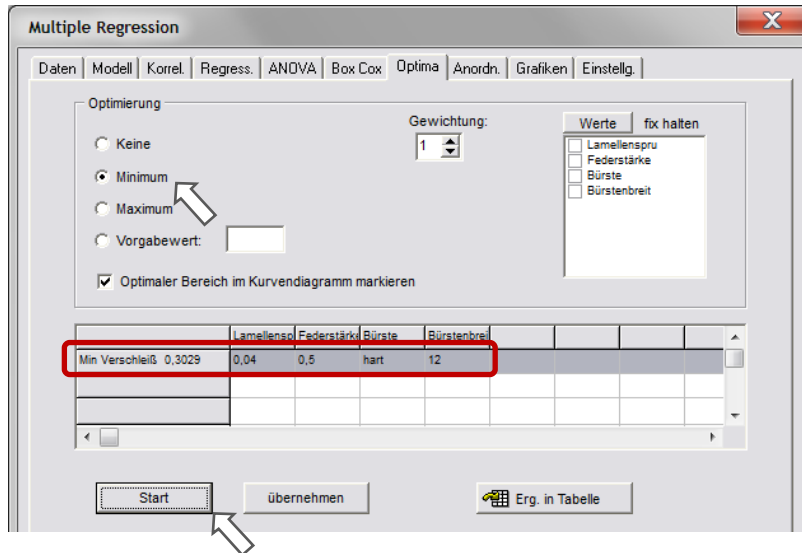 Multiple Regression
X
Daten Modell Korrel. Regress. ANOVA Box Cox Optima Anordn. Grafiken Einstellg.
Optimierung
Gewichtung:
Werte fix halten
Keine
1
Lamellenspru
Federstärke
Bürste
Bürstenbreit
Minimum
Maximum
Vorgabewert:
Optimaler Bereich im Kurvendiagramm markieren
Lamellensp Federstärke Bürste Bürstenbrei
Min Verschleiß 0,3029 0,04 0,5 hart 12
Start übernehmen Erg. in Tabelle